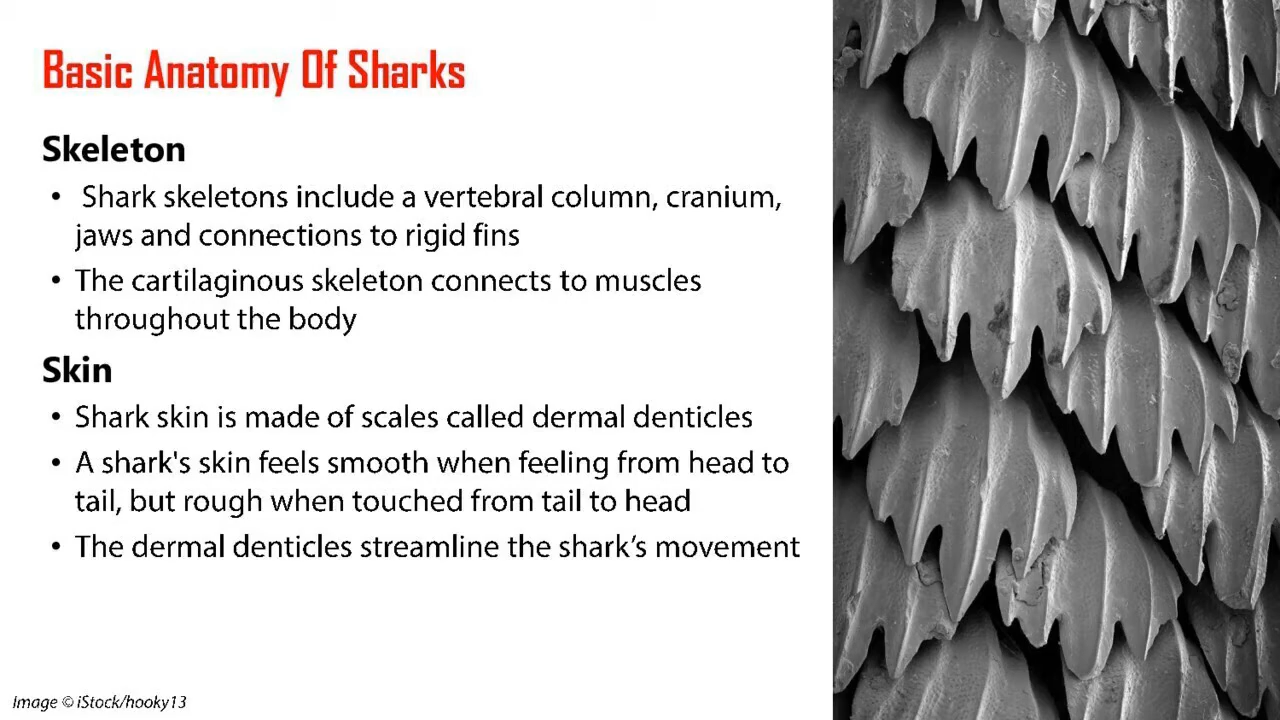 Basic Anatomy Of Sharks
Skeleton
• Shark skeletons include a vertebral column, cranium,
jaws and connections to rigid fins
• The cartilaginous skeleton connects to muscles
throughout the body
Skin
• Shark skin is made of scales called dermal denticles
• A shark's skin feels smooth when feeling from head to
tail, but rough when touched from tail to head
• The dermal denticles streamline the shark’s movement
Image © iStock/hooky13